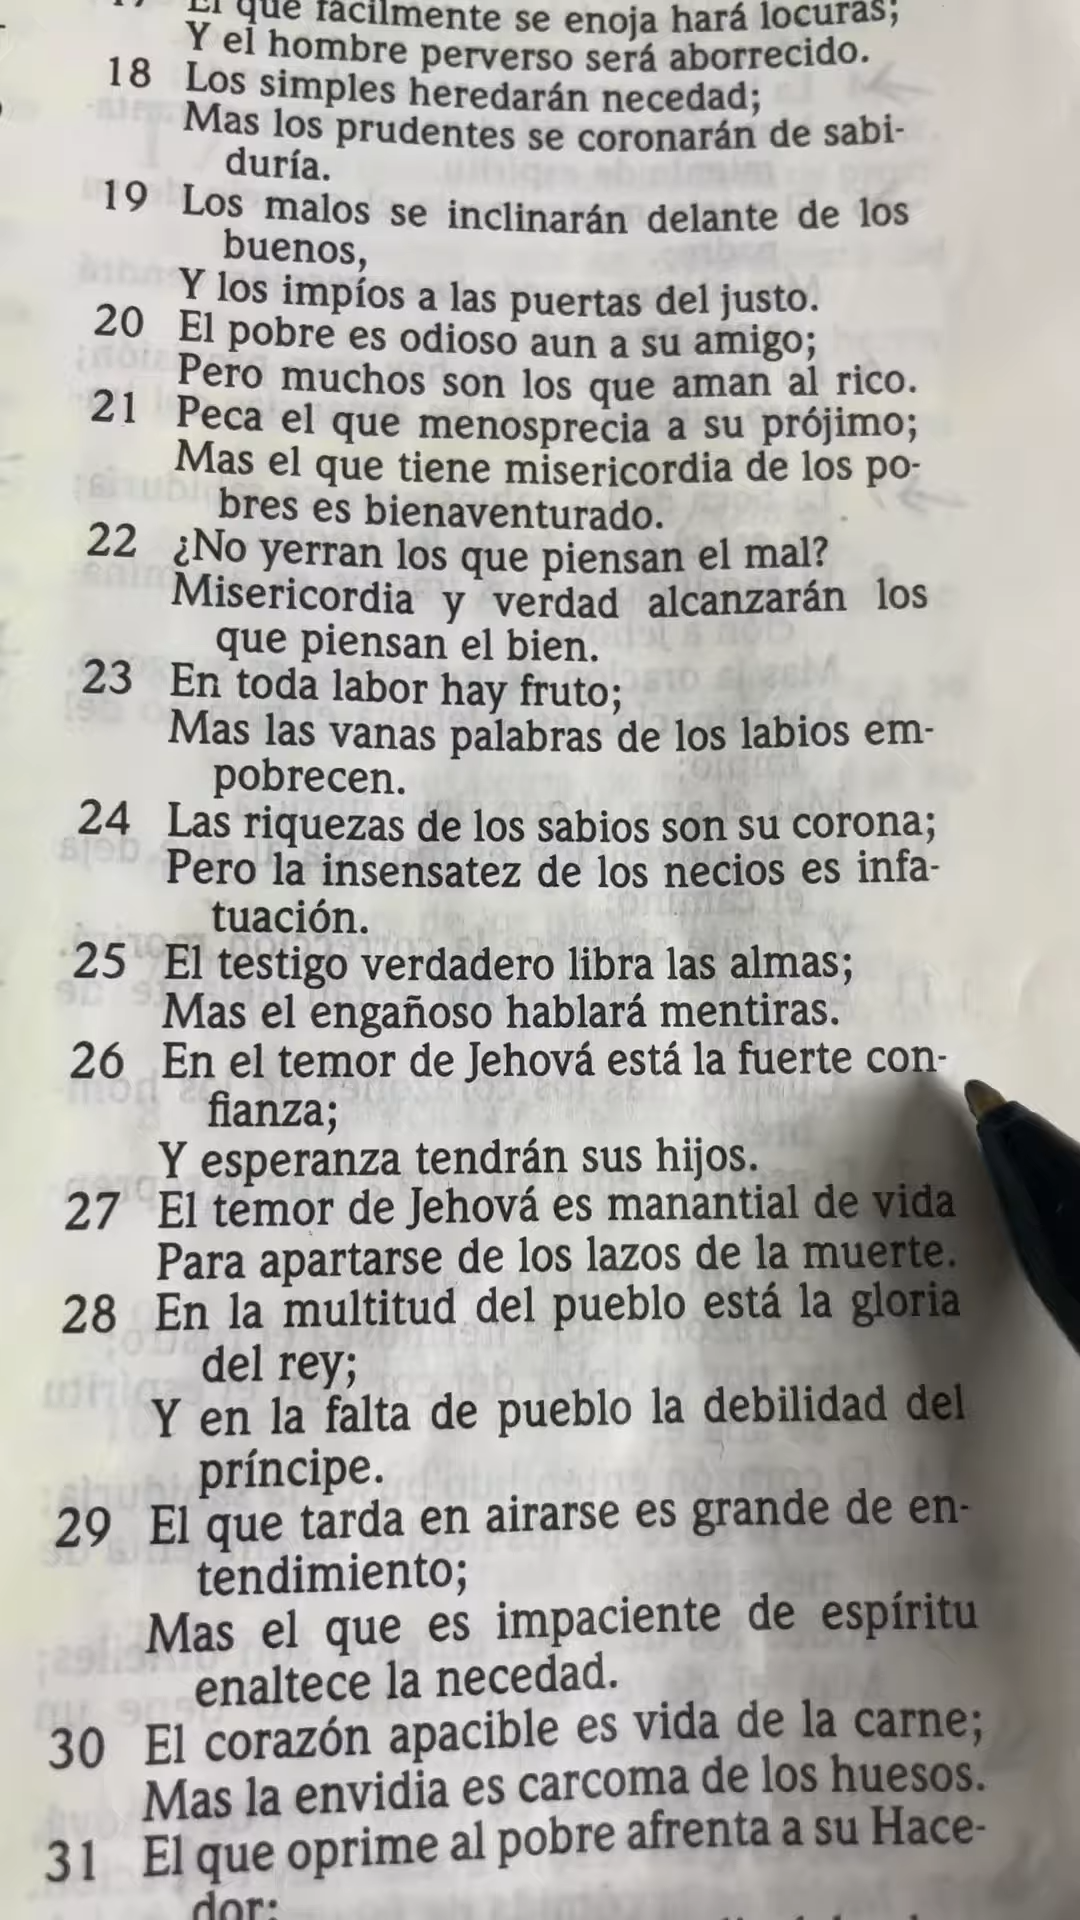 El que fácilmente se enoja hará locuras;
Y el hombre perverso será aborrecido.
18 Los simples heredarán necedad;
Mas los prudentes se coronarán de sabi-
duría.
19 Los malos se inclinarán delante de los
buenos,
Y los impíos a las puertas del justo.
20 El pobre es odioso aun a su amigo;
Pero muchos son los que aman al rico.
21 Peca el que menosprecia a su prójimo;
Mas el que tiene misericordia de los po-
bres es bienaventurado.
22 ¿No yerran los que piensan el mal?
Misericordia y verdad alcanzarán los
que piensan el bien.
23 En toda labor hay fruto;
Mas las vanas palabras de los labios em-
pobrecen.
24 Las riquezas de los sabios son su corona;
Pero la insensatez de los necios es infa-
tuación.
25 El testigo verdadero libra las almas;
Mas el engañoso hablará mentiras.
26 En el temor de Jehová está la fuerte con-
fianza;
Y esperanza tendrán sus hijos.
27 El temor de Jehová es manantial de vida
Para apartarse de los lazos de la muerte.
28 En la multitud del pueblo está la gloria
del rey;
Y en la falta de pueblo la debilidad del
príncipe.
29 El que tarda en airarse es grande de en-
tendimiento;
Mas el que es impaciente de espíritu
enaltece la necedad.
30 El corazón apacible es vida de la carne;
Mas la envidia es carcoma de los huesos.
31 El que oprime al pobre afrenta a su Hace-
dor;